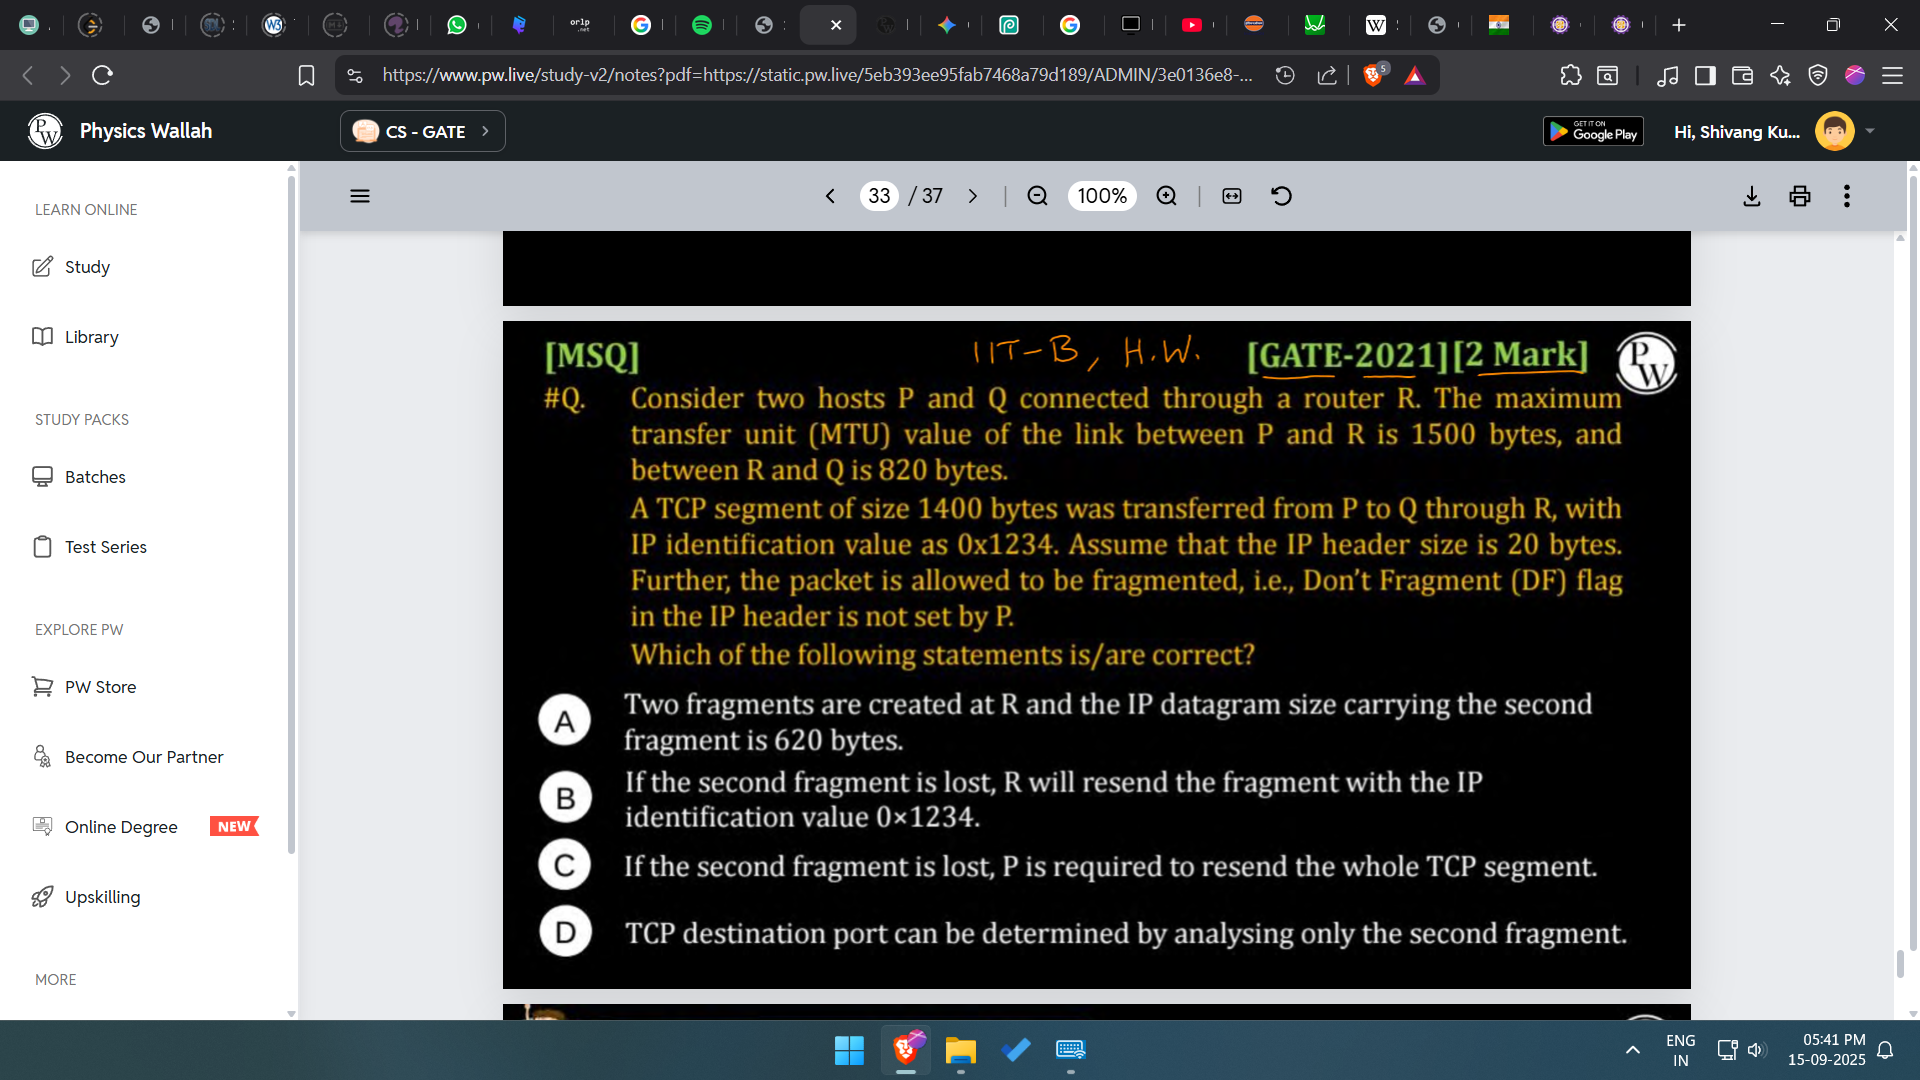 https://www.pw.live/study-v2/notes?pdf=https://static.pw.live/5eb393ee95fab7468a79d189/ADMIN/3e0136e8-...
5
PW
Physics Wallah
CS - GATE
GET IT ON
Google Play
Hi, Shivang Ku...
33 / 37
100%
LEARN ONLINE
Study
Library
STUDY PACKS
Batches
Test Series
EXPLORE PW
PW Store
Become Our Partner
Online Degree NEW
Upskilling
MORE
[MSQ] IIT-B, H.W. [GATE-2021][2 Mark]
PW
#Q. Consider two hosts P and Q connected through a router R. The maximum
transfer unit (MTU) value of the link between P and R is 1500 bytes, and
between R and Q is 820 bytes.
A TCP segment of size 1400 bytes was transferred from P to Q through R, with
IP identification value as 0x1234. Assume that the IP header size is 20 bytes.
Further, the packet is allowed to be fragmented, i.e., Don't Fragment (DF) flag
in the IP header is not set by P.
Which of the following statements is/are correct?
A Two fragments are created at R and the IP datagram size carrying the second
fragment is 620 bytes.
B If the second fragment is lost, R will resend the fragment with the IP
identification value 0×1234.
C If the second fragment is lost, P is required to resend the whole TCP segment.
D TCP destination port can be determined by analysing only the second fragment.
ENG
IN
05:41 PM
15-09-2025